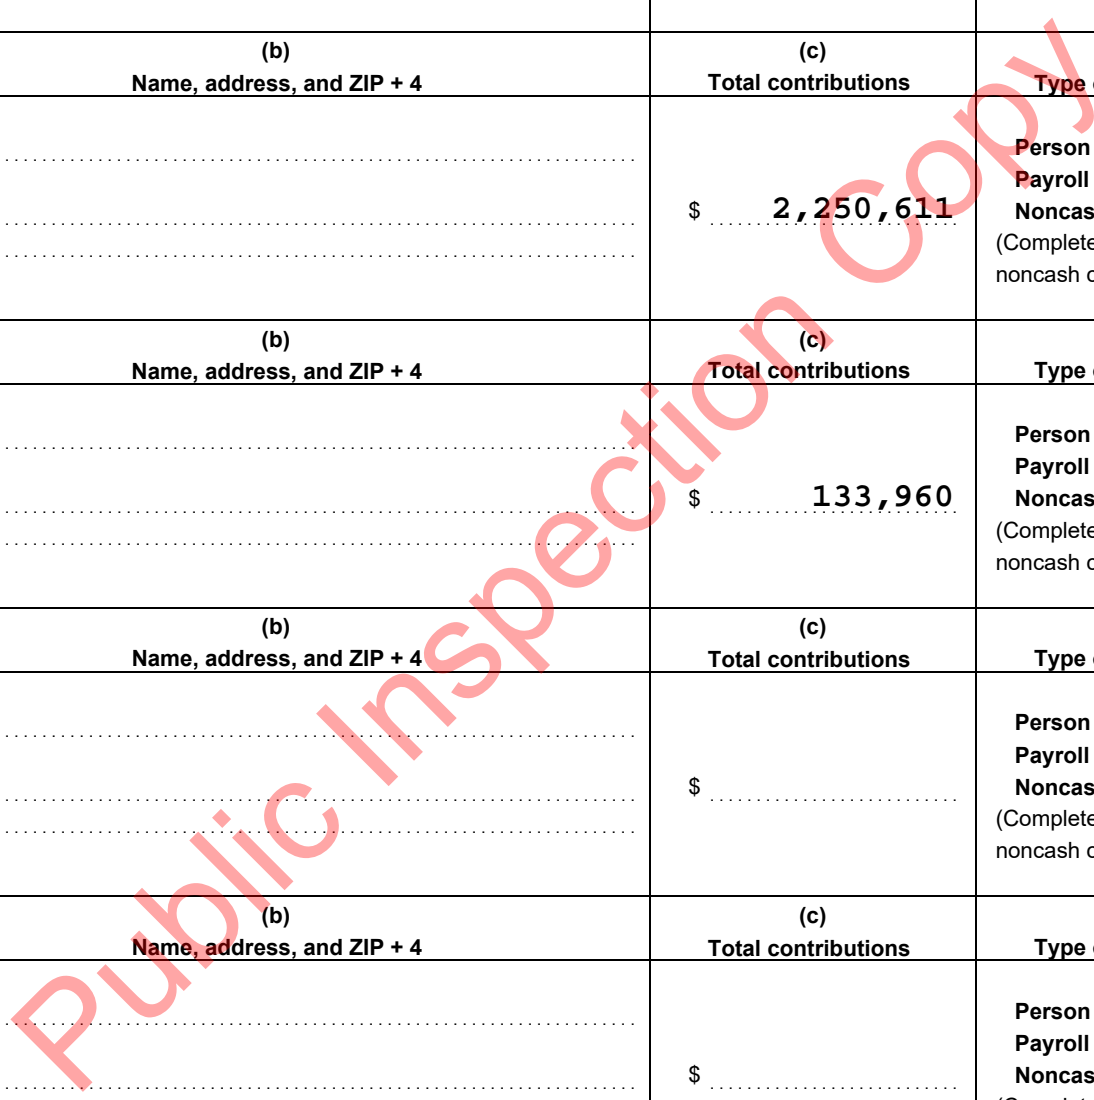 (b) (c)
Name, address, and ZIP + 4 Total contributions Type
Person
Payroll
$ 2,250,611 Noncas
(Complete
noncash
(b) (c)
Name, address, and ZIP + 4 Total contributions Type
Person
Payroll
$ 133,960 Noncas
(Complete
noncash
(b) (c)
Name, address, and ZIP + 4 Total contributions Type
Person
Payroll
$ Noncas
(Complete
noncash
(b) (c)
Name, address, and ZIP + 4 Total contributions Type
Person
Payroll
$ Noncas
Public Inspection Copy